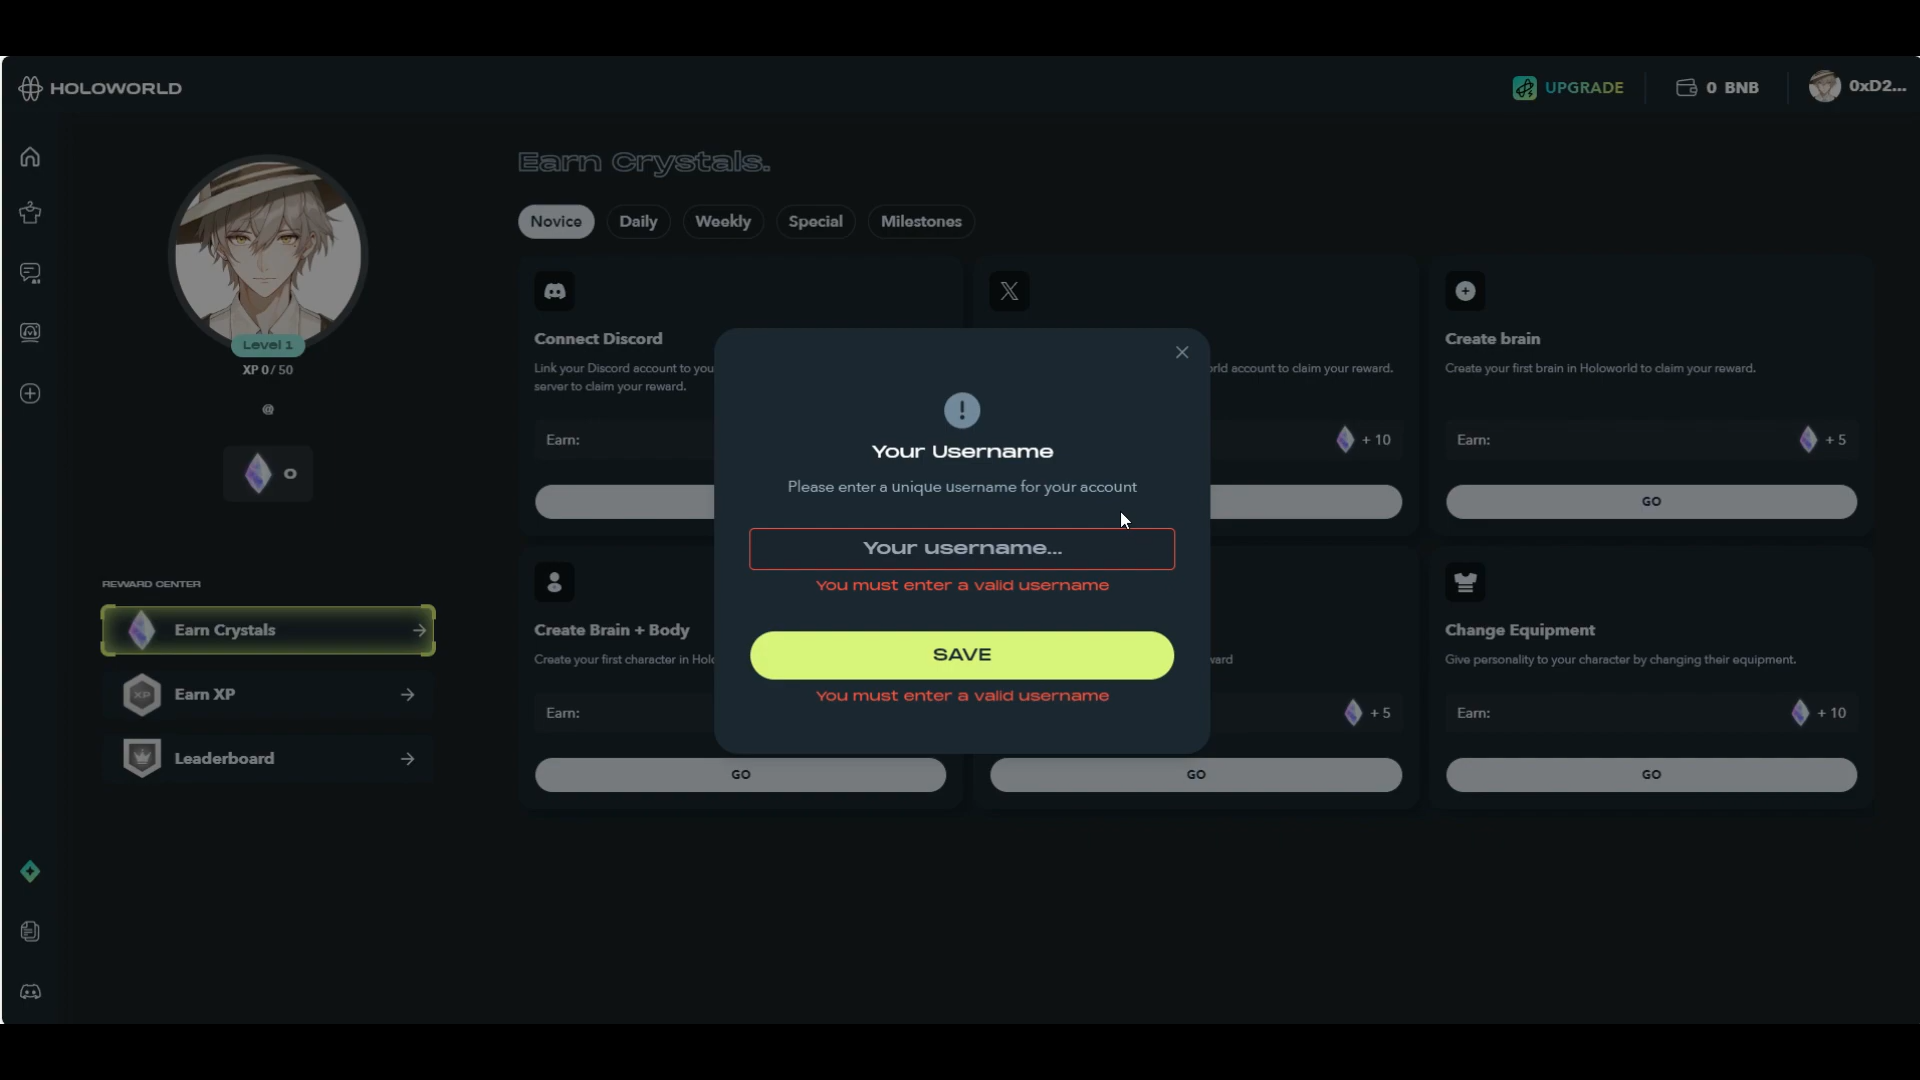 HOLOWORLD
UPGRADE
0 BNB
0xD2...
Level 1
XP 0 / 50
@
0
REWARD CENTER
Earn Crystals
Earn XP
Leaderboard
Earn Crystals.
Novice
Daily
Weekly
Special
Milestones
Connect Discord
Link your Discord account to you
server to claim your reward.
Earn:
rld account to claim your reward.
+ 10
Create brain
Create your first brain in Holoworld to claim your reward.
Earn:
+ 5
GO
Create Brain + Body
Create your first character in Holo
Earn:
GO
ward
+ 5
GO
Change Equipment
Give personality to your character by changing their equipment.
Earn:
+ 10
GO
Your Username
Please enter a unique username for your account
Your username...
You must enter a valid username
SAVE
You must enter a valid username